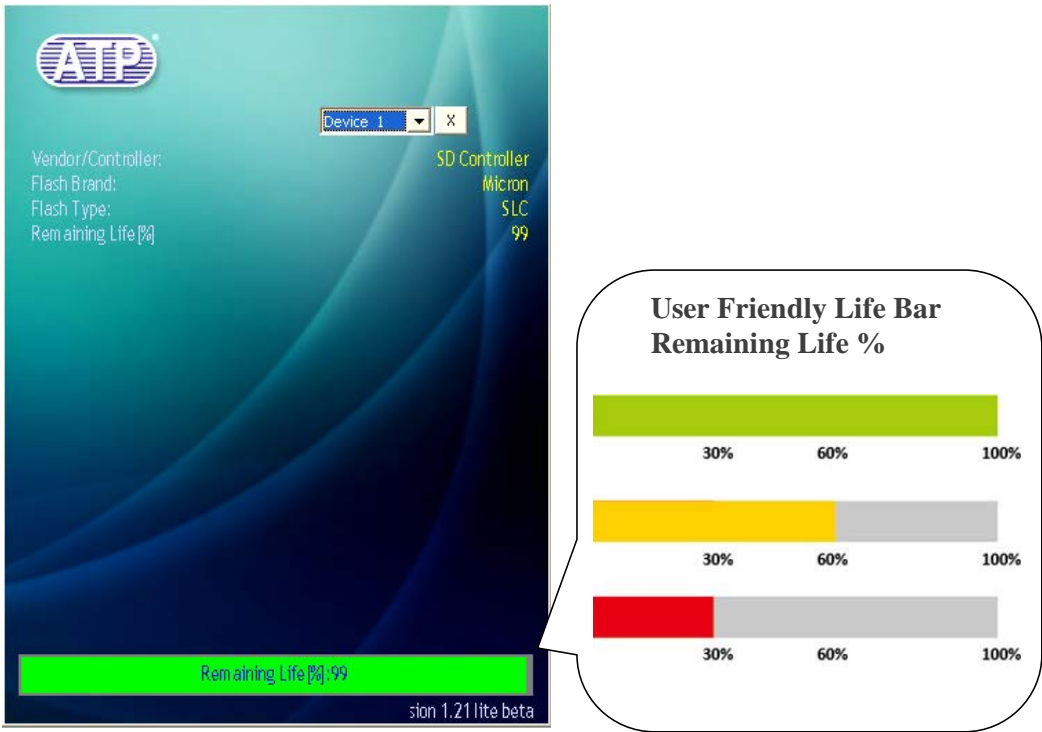 ATP
Device 1
X
Vendor/Controller: SD Controller
Flash Brand: Micron
Flash Type: SLC
Remaining Life[%] 99
Remaining Life[%]:99
sion 1.21 lite beta
User Friendly Life Bar
Remaining Life %
30% 60% 100%
30% 60% 100%
30% 60% 100%